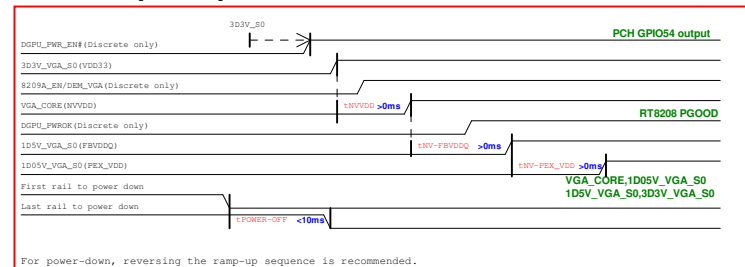 3D3V_S0
PCH GPIO54 output
DGPU_PWR_EN#(Discrete only)
3D3V_VGA_S0(VDD33)
8209A_EN/DEM_VGA(Discrete only)
VGA_CORE(NVVDD)
tNVVDD >0ms
RT8208 PGOOD
DGPU_PWROK(Discrete only)
1D5V_VGA_S0(FBVDDQ)
tNV-FBVDDQ >0ms
1D05V_VGA_S0(PEX_VDD)
tNV-PEX_VDD >0ms
VGA_CORE,1D05V_VGA_S0
1D5V_VGA_S0,3D3V_S0
First rail to power down
Last rail to power down
tPOWER-OFF <10ms
For power-down, reversing the ramp-up sequence is recommended.